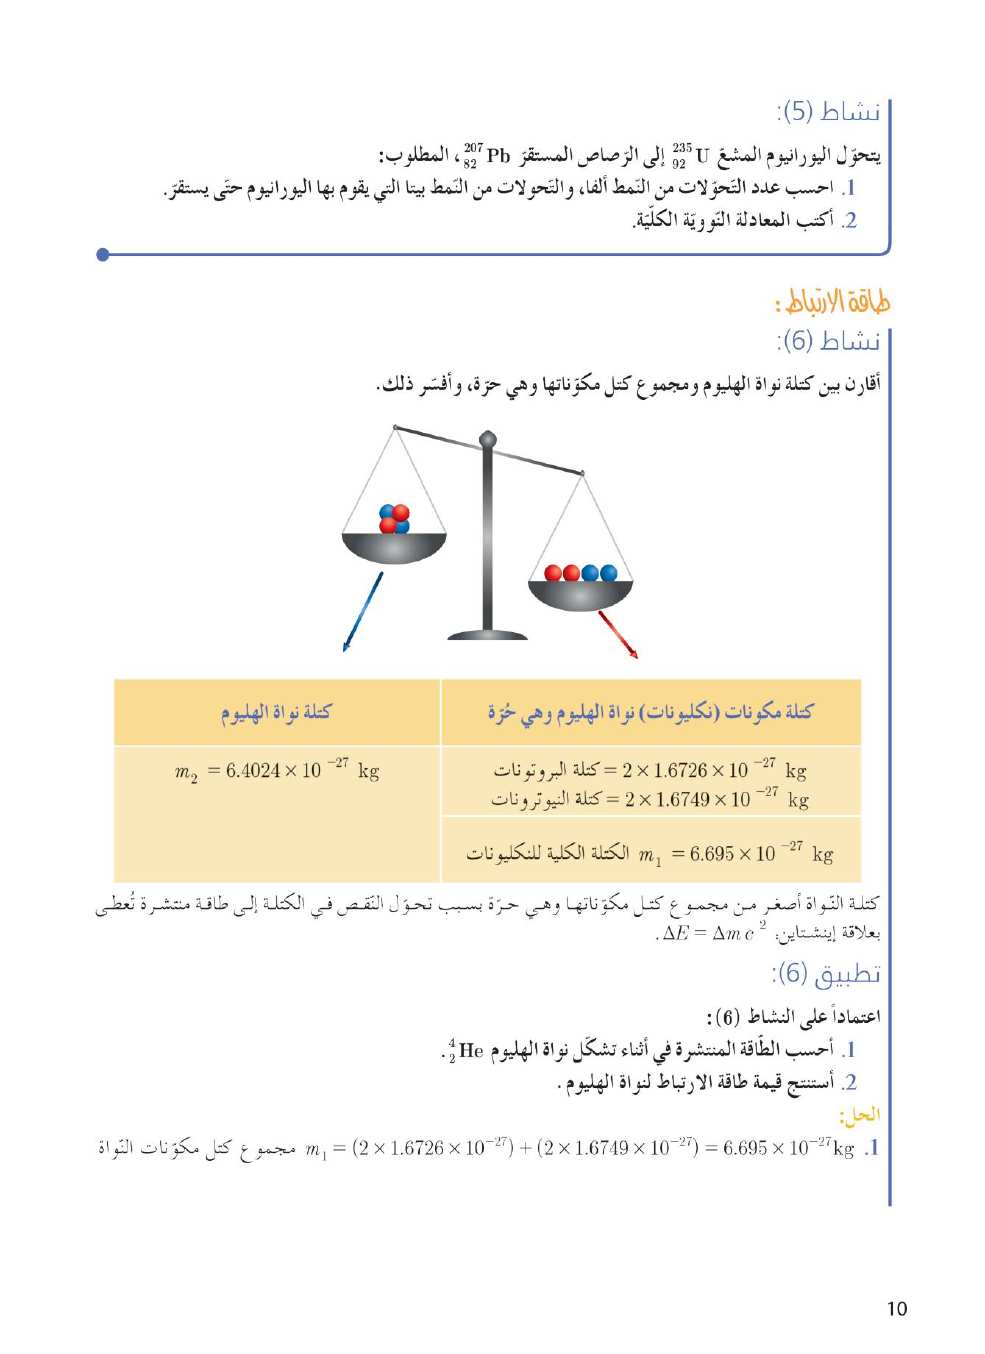 نشاط (5):
يتحوّل اليورانيوم المشعّ ²³⁵₉₂U إلى الرّصاص المستقرّ ²⁰⁷₈₂Pb، المطلوب:
1. احسب عدد التّحوّلات من النّمط ألفا، والتّحولات من النّمط بيتا التي يقوم بها اليورانيوم حتّى يستقرّ.
2. أكتب المعادلة النّوويّة الكلّيّة.
طاقة الارتباط :
نشاط (6):
أقارن بين كتلة نواة الهليوم ومجموع كتل مكوّناتها وهي حرّة، وأفسّر ذلك.
كتلة مكونات (نكليونات) نواة الهليوم وهي حُرّة
كتلة نواة الهليوم
كتلة البروتونات = 2 × 1.6726 × 10⁻²⁷ kg
كتلة النيوترونات = 2 × 1.6749 × 10⁻²⁷ kg
m₂ = 6.4024 × 10⁻²⁷ kg
الكتلة الكلية للنكليونات m₁ = 6.695 × 10⁻²⁷ kg
كتلة النّواة أصغر من مجموع كتل مكوّناتها وهي حرّة بسبب تحوّل النّقص في الكتلة إلى طاقة منتشرة تُعطى
بعلاقة إينشتاين: ΔE = Δm c².
تطبيق (6):
اعتماداً على النشاط (6):
1. أحسب الطّاقة المنتشرة في أثناء تشكّل نواة الهليوم ⁴₂He.
2. أستنتج قيمة طاقة الارتباط لنواة الهليوم.
الحل:
1. m₁ = (2 × 1.6726 × 10⁻²⁷) + (2 × 1.6749 × 10⁻²⁷) = 6.695 × 10⁻²⁷kg مجموع كتل مكوّنات النّواة
10